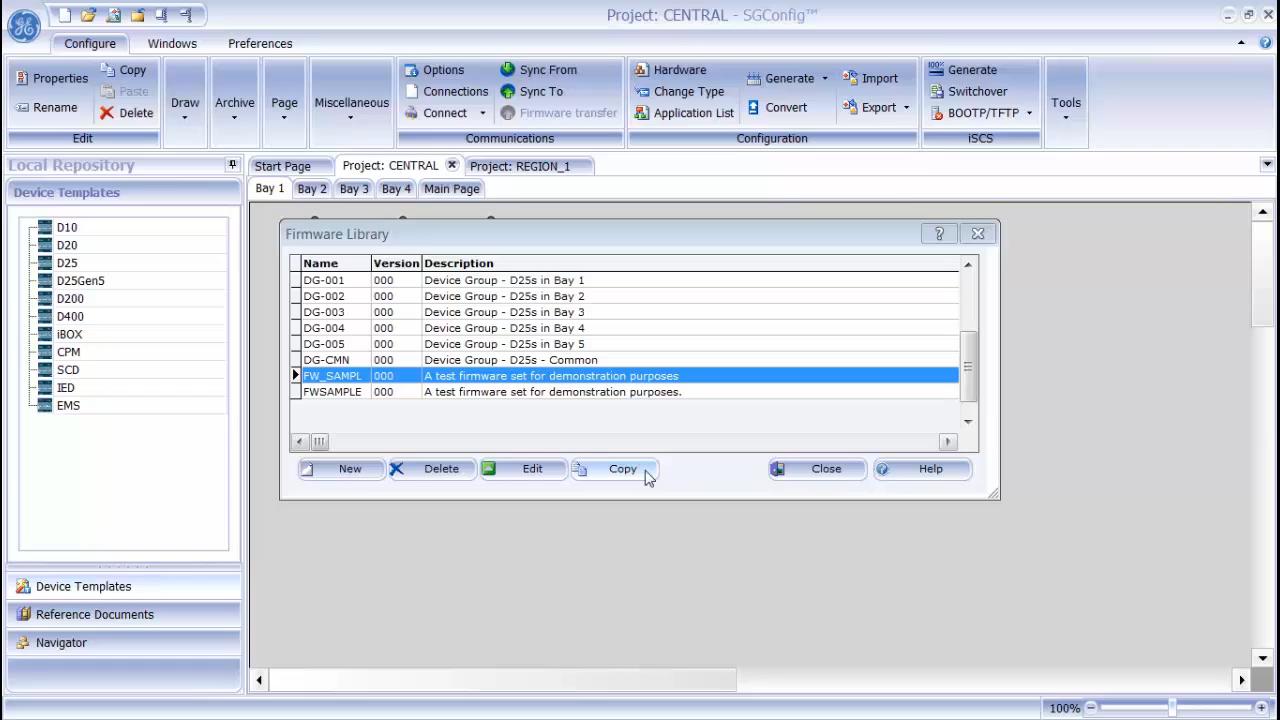 Project: CENTRAL - SGConfig™
Configure Windows Preferences
Properties Copy
Paste
Rename Delete
Edit
Draw Archive Page Miscellaneous
Options Sync From
Connections Sync To
Connect Firmware transfer
Communications
Hardware Generate Import
Change Type
Application List Convert Export
Configuration
Generate
Switchover
BOOTP/TFTP
iSCS
Tools
Local Repository
Device Templates
D10
D20
D25
D25Gen5
D200
D400
iBOX
CPM
SCD
IED
EMS
Device Templates
Reference Documents
Navigator
Start Page Project: CENTRAL Project: REGION_1
Bay 1 Bay 2 Bay 3 Bay 4 Main Page
Firmware Library
Name Version Description
DG-001 000 Device Group - D25s in Bay 1
DG-002 000 Device Group - D25s in Bay 2
DG-003 000 Device Group - D25s in Bay 3
DG-004 000 Device Group - D25s in Bay 4
DG-005 000 Device Group - D25s in Bay 5
DG-CMN 000 Device Group - D25s - Common
FW_SAMPL 000 A test firmware set for demonstration purposes
FWSAMPLE 000 A test firmware set for demonstration purposes.
New Delete Edit Copy Close Help
100%